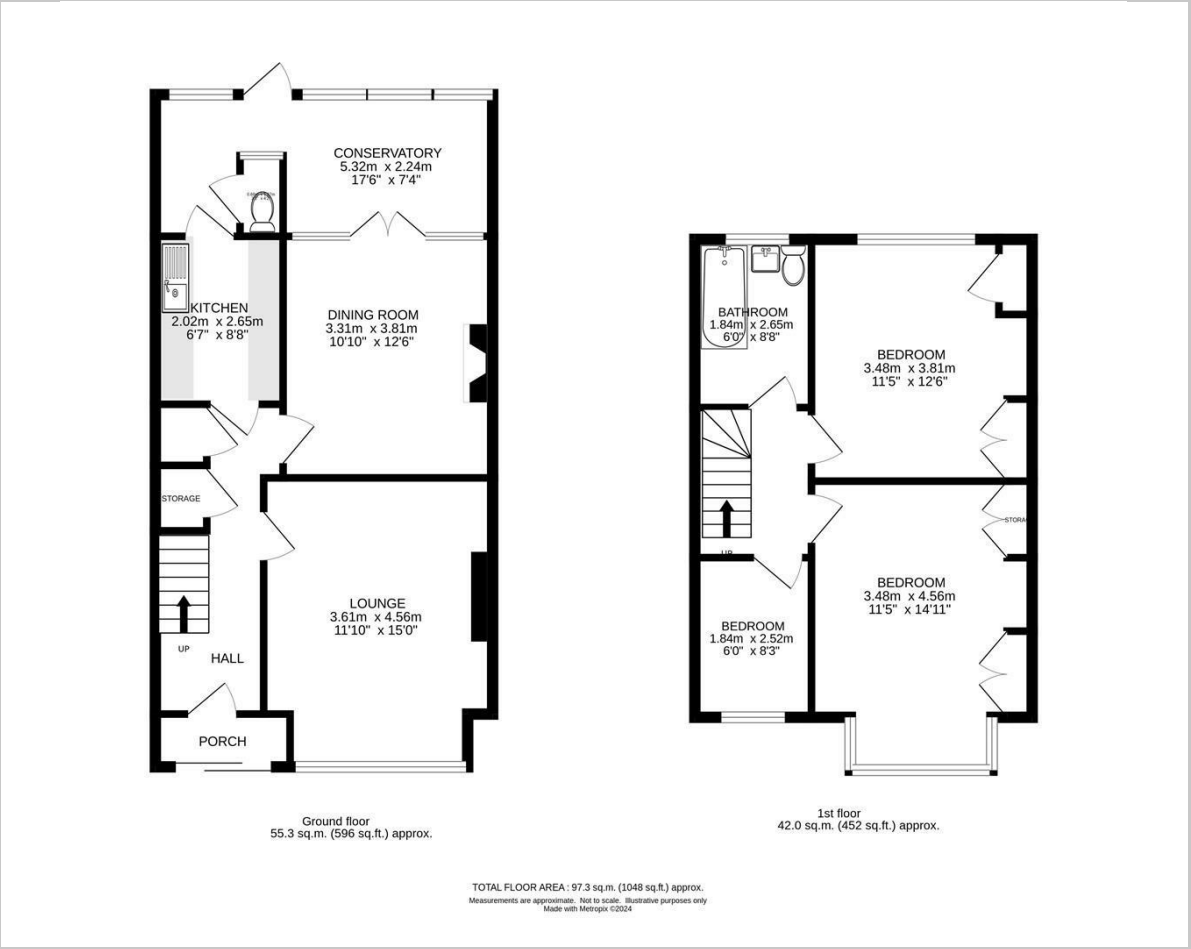 CONSERVATORY
5.32m x 2.24m
17'6" x 7'4"
KITCHEN
2.02m x 2.65m
6'7" x 8'8"
DINING ROOM
3.31m x 3.81m
10'10" x 12'6"
STORAGE
LOUNGE
3.61m x 4.56m
11'10" x 15'0"
UP
HALL
PORCH
Ground floor
55.3 sq.m. (596 sq.ft.) approx.
BATHROOM
1.84m x 2.65m
6'0" x 8'8"
BEDROOM
3.48m x 3.81m
11'5" x 12'6"
STORA
UP
BEDROOM
3.48m x 4.56m
11'5" x 14'11"
BEDROOM
1.84m x 2.52m
6'0" x 8'3"
1st floor
42.0 sq.m. (452 sq.ft.) approx.
TOTAL FLOOR AREA : 97.3 sq.m. (1048 sq.ft.) approx.
Measurements are approximate. Not to scale. Illustrative purposes only
Made with Metropix ©2024